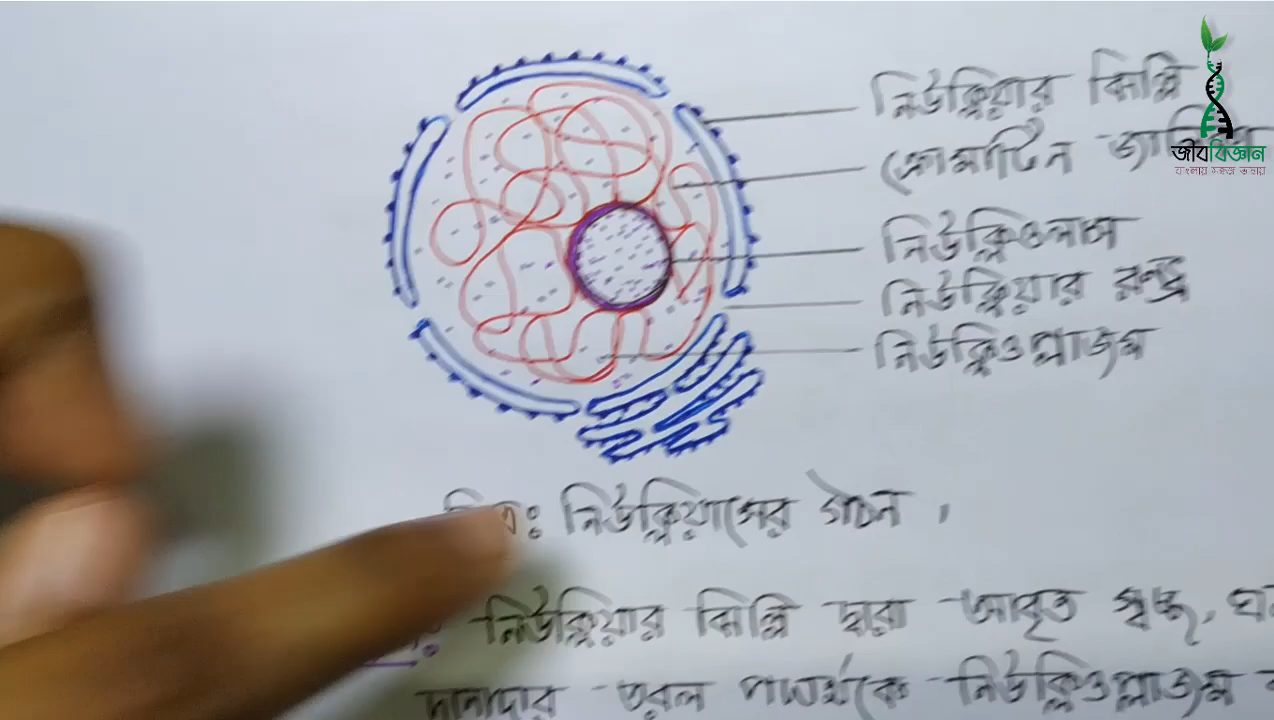 নিউক্লিয়ার ঝিল্লি
ক্রোমাটিন
নিউক্লিওলাস
নিউক্লিয়ার রন্ধ্র
নিউক্লিওপ্লাজম
জীববিজ্ঞান
নিউক্লিয়াসের গঠন ,
নিউক্লিয়ার ঝিল্লি দ্বারা আবৃত স্বচ্ছ,
দানাদার তরল পদার্থকে নিউক্লিওপ্লাজম